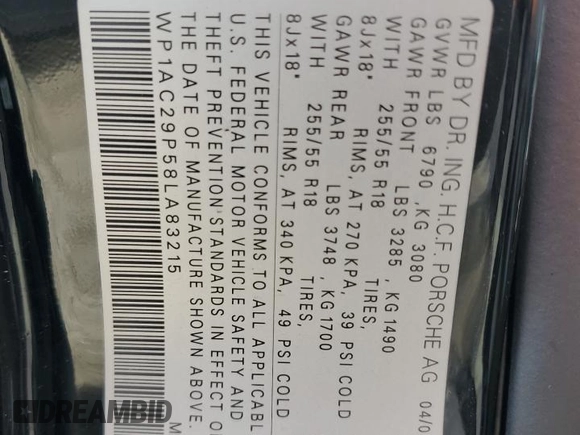 MFD BY DR. ING. H.C.F. PORSCHE AG 04/0
GVWR LBS 6790 ,KG 3080
GAWR FRONT LBS 3285 , KG 1490
WITH 255/55 R18 TIRES,
8Jx18" RIMS, AT 270 KPA, 39 PSI COLD
GAWR REAR LBS 3748 , KG 1700
WITH 255/55 R18 TIRES,
8Jx18" RIMS, AT 340 KPA, 49 PSI COLD
THIS VEHICLE CONFORMS TO ALL APPLICABL
U.S. FEDERAL MOTOR VEHICLE SAFETY AND
THEFT PREVENTION STANDARDS IN EFFECT O
THE DATE OF MANUFACTURE SHOWN ABOVE.
WP1AC29P58LA83215 M
DREAMBID